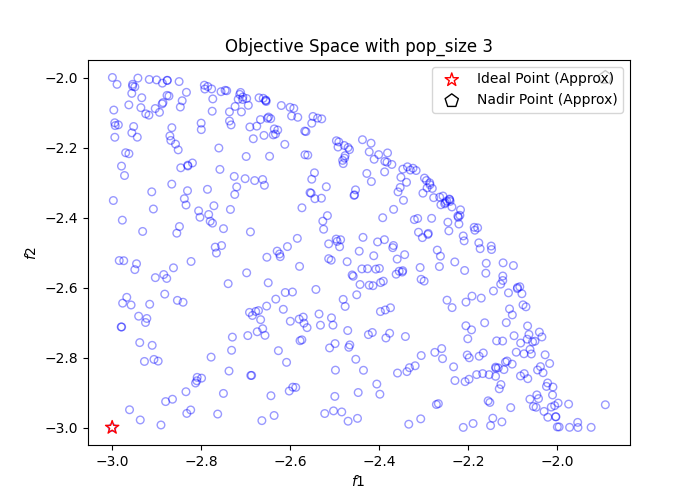 Objective Space with pop_size 3
−2.0
Ideal Point (Approx)
Nadir Point (Approx)
−2.2
−2.4
f2
−2.6
−2.8
−3.0
−3.0 −2.8 −2.6 −2.4 −2.2 −2.0
f1